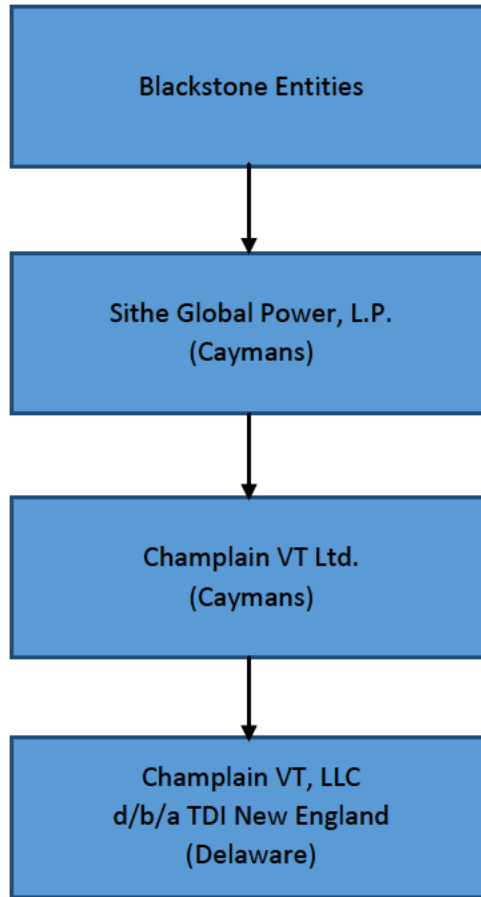 Blackstone Entities
Sithe Global Power, L.P.
(Caymans)
Champlain VT Ltd.
(Caymans)
Champlain VT, LLC
d/b/a TDI New England
(Delaware)